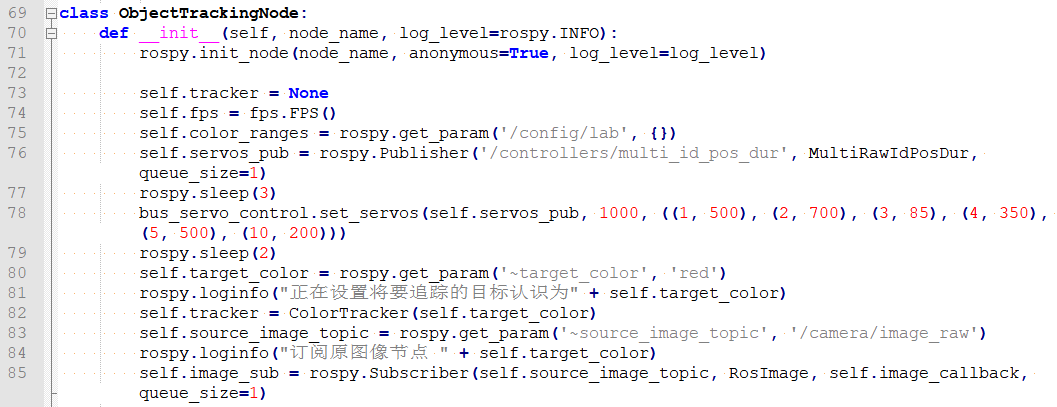 69 class ObjectTrackingNode:
70 def __init__(self, node_name, log_level=rospy.INFO):
71 rospy.init_node(node_name, anonymous=True, log_level=log_level)
72
73 self.tracker = None
74 self.fps = fps.FPS()
75 self.color_ranges = rospy.get_param('/config/lab', {})
76 self.servos_pub = rospy.Publisher('/controllers/multi_id_pos_dur', MultiRawIdPosDur,
queue_size=1)
77 rospy.sleep(3)
78 bus_servo_control.set_servos(self.servos_pub, 1000, ((1, 500), (2, 700), (3, 85), (4, 350),
(5, 500), (10, 200)))
79 rospy.sleep(2)
80 self.target_color = rospy.get_param('~target_color', 'red')
81 rospy.loginfo("正在设置将要追踪的目标认识为" + self.target_color)
82 self.tracker = ColorTracker(self.target_color)
83 self.source_image_topic = rospy.get_param('~source_image_topic', '/camera/image_raw')
84 rospy.loginfo("订阅原图像节点 " + self.target_color)
85 self.image_sub = rospy.Subscriber(self.source_image_topic, RosImage, self.image_callback,
queue_size=1)